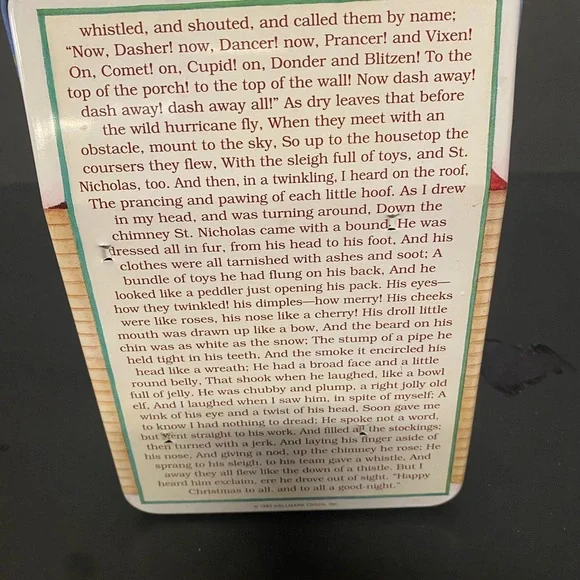 whistled, and shouted, and called them by name;
“Now, Dasher! now, Dancer! now, Prancer! and Vixen!
On, Comet! on, Cupid! on, Donder and Blitzen! To the
top of the porch! to the top of the wall! Now dash away!
dash away! dash away all!” As dry leaves that before
the wild hurricane fly, When they meet with an
obstacle, mount to the sky, So up to the housetop the
coursers they flew, With the sleigh full of toys, and St.
Nicholas, too. And then, in a twinkling, I heard on the roof,
The prancing and pawing of each little hoof. As I drew
in my head, and was turning around, Down the
chimney St. Nicholas came with a bound. He was
dressed all in fur, from his head to his foot, And his
clothes were all tarnished with ashes and soot; A
bundle of toys he had flung on his back, And he
looked like a peddler just opening his pack. His eyes—
how they twinkled! his dimples—how merry! His cheeks
were like roses, his nose like a cherry! His droll little
mouth was drawn up like a bow, And the beard on his
chin was as white as the snow; The stump of a pipe he
held tight in his teeth, And the smoke it encircled his
head like a wreath; He had a broad face and a little
round belly, That shook when he laughed, like a bowl
full of jelly. He was chubby and plump, a right jolly old
elf, And I laughed when I saw him, in spite of myself; A
wink of his eye and a twist of his head, Soon gave me
to know I had nothing to dread; He spoke not a word,
but went straight to his work, And filled all the stockings;
then turned with a jerk, And laying his finger aside of
his nose, And giving a nod, up the chimney he rose; He
sprang to his sleigh, to his team gave a whistle, And
away they all flew like the down of a thistle. But I
heard him exclaim, ere he drove out of sight, “Happy
Christmas to all, and to all a good-night.”
HALLMARK CARDS, INC.